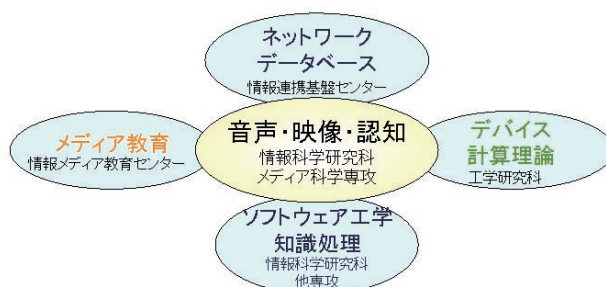 ネットワーク
データベース
情報連携基盤センター
メディア教育
情報メディア教育センター
音声・映像・認知
情報科学研究科
メディア科学専攻
デバイス
計算理論
工学研究科
ソフトウェア工学
知識処理
情報科学研究科
他専攻